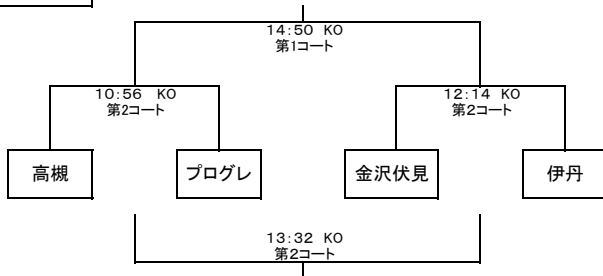 14:50 KO
第1コート
10:56 KO
第2コート
12:14 KO
第2コート
高槻
プログレ
金沢伏見
伊丹
13:32 KO
第2コート